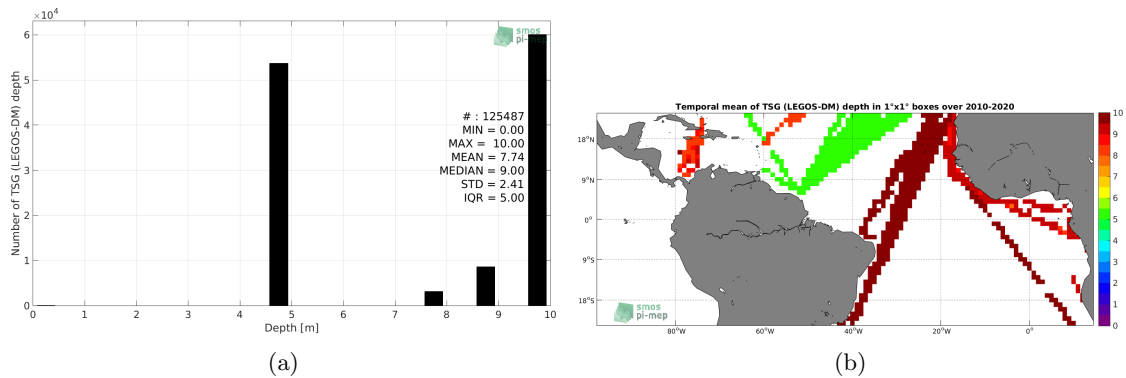 ×10⁴
6
5
4
3
2
1
0
Number of TSG (LEGOS-DM) depth
smos
pi-mep
# : 125487
MIN = 0.00
MAX = 10.00
MEAN = 7.74
MEDIAN = 9.00
STD = 2.41
IQR = 5.00
0 1 2 3 4 5 6 7 8 9 10
Depth [m]
(a)
Temporal mean of TSG (LEGOS-DM) depth in 1°x1° boxes over 2010-2020
18°N
9°N
0°
9°S
18°S
80°W 60°W 40°W 20°W 0°
smos
pi-mep
10
9
8
7
6
5
4
3
2
1
0
(b)